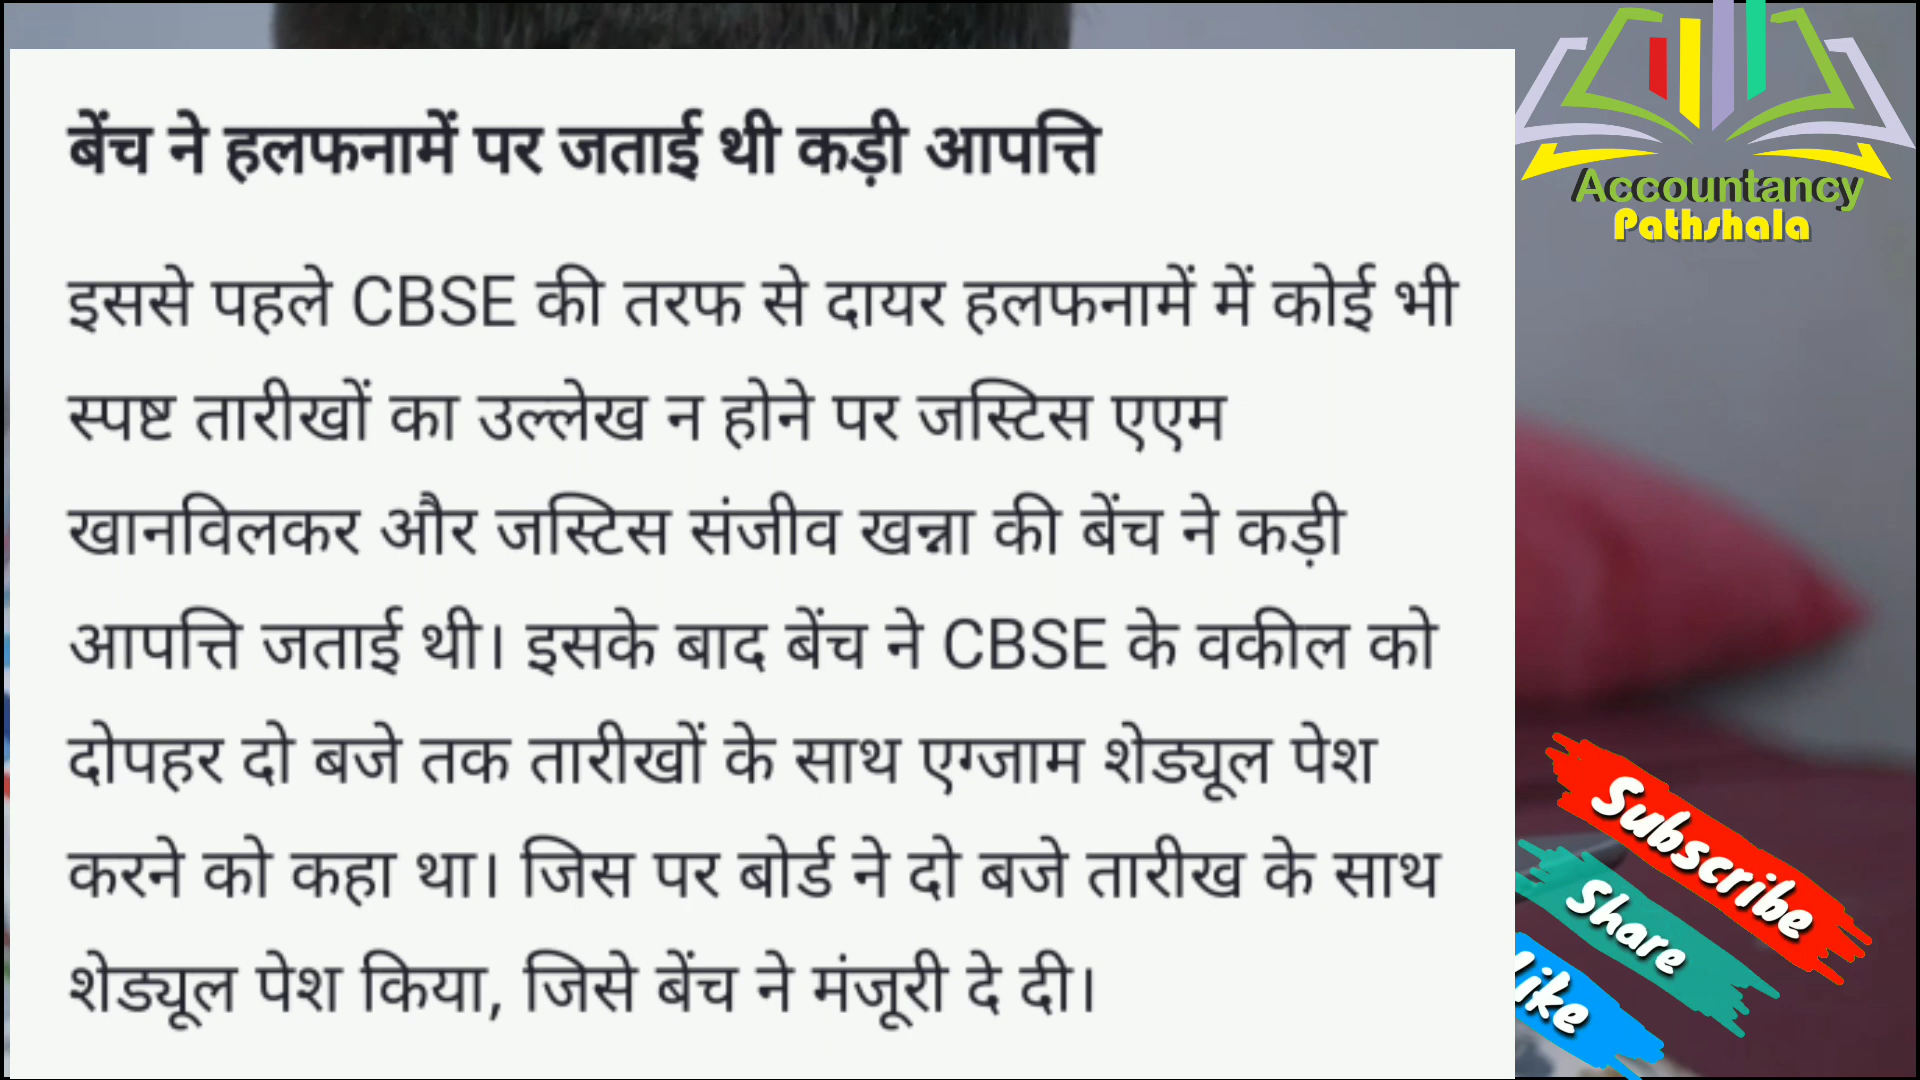 बेंच ने हलफनामें पर जताई थी कड़ी आपत्ति
इससे पहले CBSE की तरफ से दायर हलफनामें में कोई भी
स्पष्ट तारीखों का उल्लेख न होने पर जस्टिस एएम
खानविलकर और जस्टिस संजीव खन्ना की बेंच ने कड़ी
आपत्ति जताई थी। इसके बाद बेंच ने CBSE के वकील को
दोपहर दो बजे तक तारीखों के साथ एग्जाम शेड्यूल पेश
करने को कहा था। जिस पर बोर्ड ने दो बजे तारीख के साथ
शेड्यूल पेश किया, जिसे बेंच ने मंजूरी दे दी।
Accountancy
Pathshala
Subscribe
Share
Like